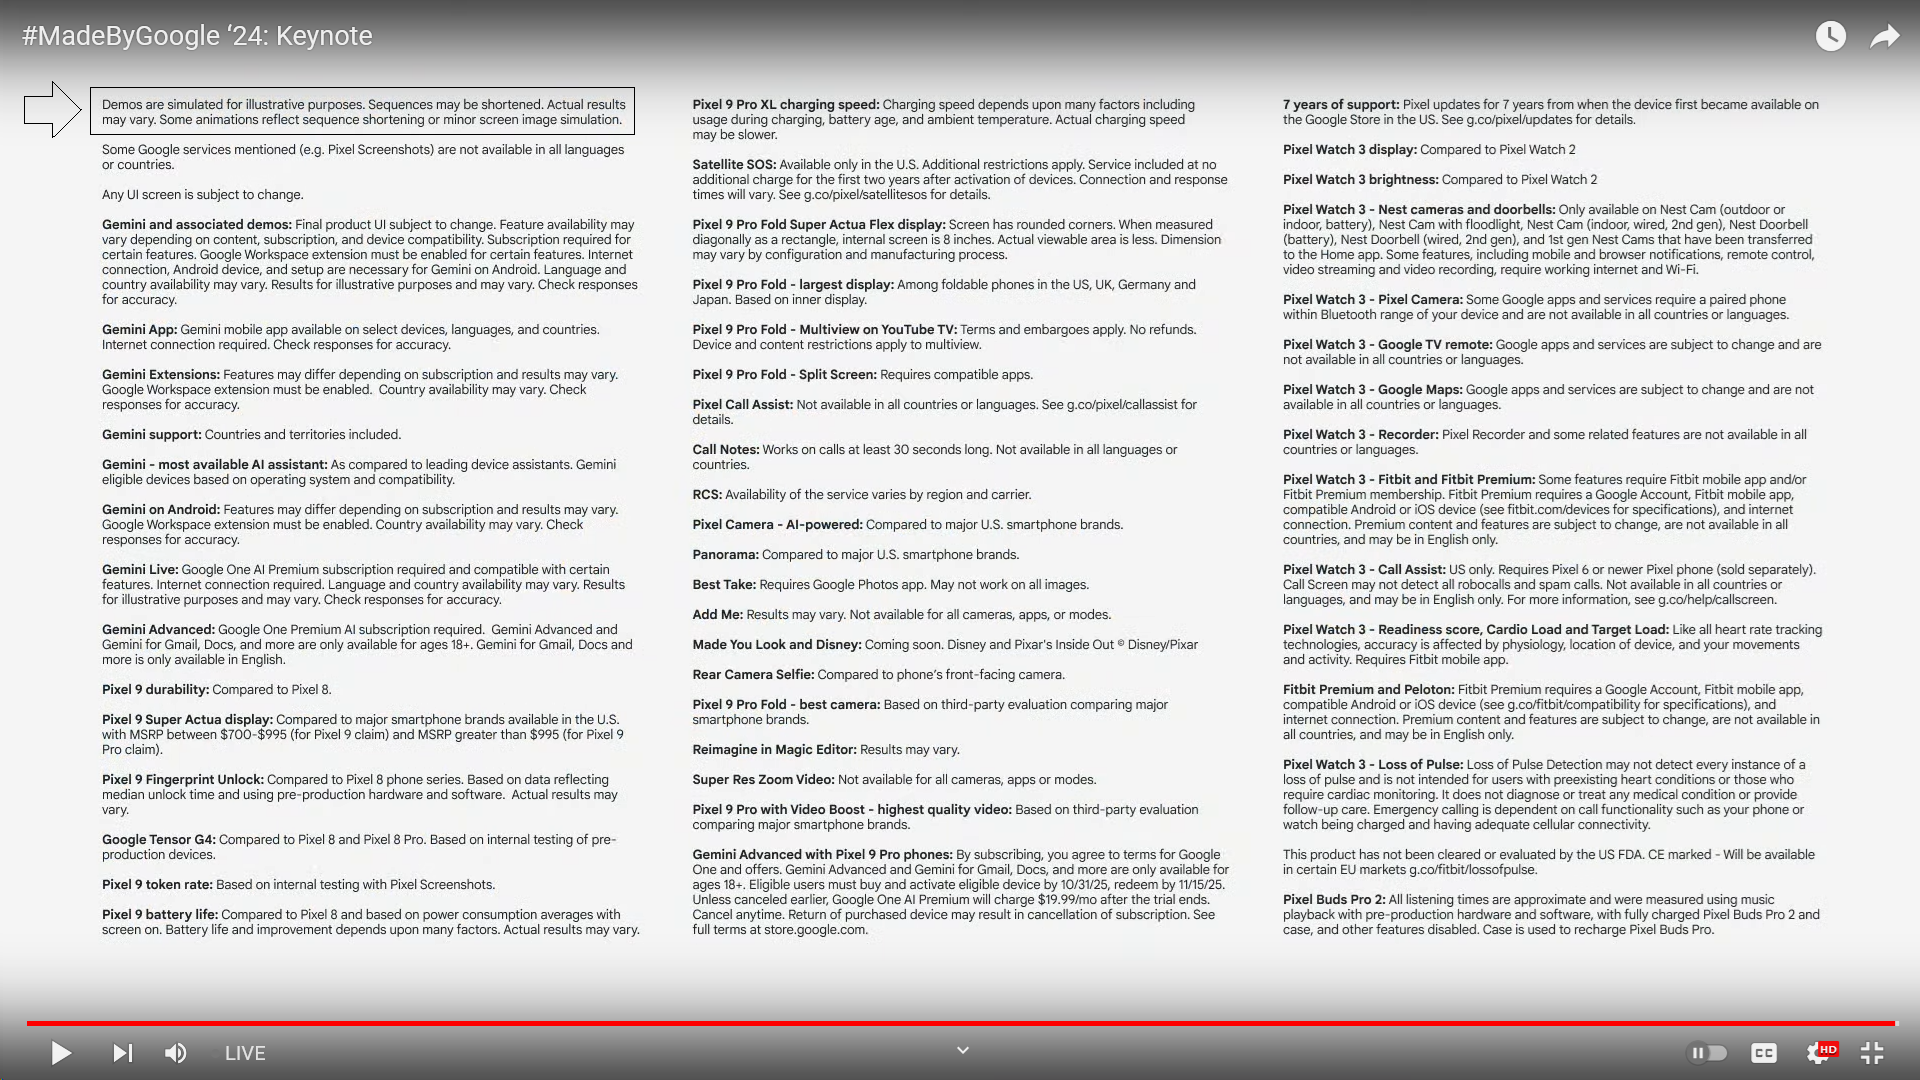 #MadeByGoogle ‘24: Keynote
Demos are simulated for illustrative purposes. Sequences may be shortened. Actual results
may vary. Some animations reflect sequence shortening or minor screen image simulation.
Some Google services mentioned (e.g. Pixel Screenshots) are not available in all languages
or countries.
Any UI screen is subject to change.
Gemini and associated demos: Final product UI subject to change. Feature availability may
vary depending on content, subscription, and device compatibility. Subscription required for
certain features. Google Workspace extension must be enabled for certain features. Internet
connection, Android device, and setup are necessary for Gemini on Android. Language and
country availability may vary. Results for illustrative purposes and may vary. Check responses
for accuracy.
Gemini App: Gemini mobile app available on select devices, languages, and countries.
Internet connection required. Check responses for accuracy.
Gemini Extensions: Features may differ depending on subscription and results may vary.
Google Workspace extension must be enabled.  Country availability may vary. Check
responses for accuracy.
Gemini support: Countries and territories included.
Gemini - most available AI assistant: As compared to leading device assistants. Gemini
eligible devices based on operating system and compatibility.
Gemini on Android: Features may differ depending on subscription and results may vary.
Google Workspace extension must be enabled. Country availability may vary. Check
responses for accuracy.
Gemini Live: Google One AI Premium subscription required and compatible with certain
features. Internet connection required. Language and country availability may vary. Results
for illustrative purposes and may vary. Check responses for accuracy.
Gemini Advanced: Google One Premium AI subscription required.  Gemini Advanced and
Gemini for Gmail, Docs, and more are only available for ages 18+. Gemini for Gmail, Docs and
more is only available in English.
Pixel 9 durability: Compared to Pixel 8.
Pixel 9 Super Actua display: Compared to major smartphone brands available in the U.S.
with MSRP between $700-$995 (for Pixel 9 claim) and MSRP greater than $995 (for Pixel 9
Pro claim).
Pixel 9 Fingerprint Unlock: Compared to Pixel 8 phone series. Based on data reflecting
median unlock time and using pre-production hardware and software.  Actual results may
vary.
Google Tensor G4: Compared to Pixel 8 and Pixel 8 Pro. Based on internal testing of pre-
production devices.
Pixel 9 token rate: Based on internal testing with Pixel Screenshots.
Pixel 9 battery life: Compared to Pixel 8 and based on power consumption averages with
screen on. Battery life and improvement depends upon many factors. Actual results may vary.
Pixel 9 Pro XL charging speed: Charging speed depends upon many factors including
usage during charging, battery age, and ambient temperature. Actual charging speed
may be slower.
Satellite SOS: Available only in the U.S. Additional restrictions apply. Service included at no
additional charge for the first two years after activation of devices. Connection and response
times will vary. See g.co/pixel/satellitesos for details.
Pixel 9 Pro Fold Super Actua Flex display: Screen has rounded corners. When measured
diagonally as a rectangle, internal screen is 8 inches. Actual viewable area is less. Dimension
may vary by configuration and manufacturing process.
Pixel 9 Pro Fold - largest display: Among foldable phones in the US, UK, Germany and
Japan. Based on inner display.
Pixel 9 Pro Fold - Multiview on YouTube TV: Terms and embargoes apply. No refunds.
Device and content restrictions apply to multiview.
Pixel 9 Pro Fold - Split Screen: Requires compatible apps.
Pixel Call Assist: Not available in all countries or languages. See g.co/pixel/callassist for
details.
Call Notes: Works on calls at least 30 seconds long. Not available in all languages or
countries.
RCS: Availability of the service varies by region and carrier.
Pixel Camera - AI-powered: Compared to major U.S. smartphone brands.
Panorama: Compared to major U.S. smartphone brands.
Best Take: Requires Google Photos app. May not work on all images.
Add Me: Results may vary. Not available for all cameras, apps, or modes.
Made You Look and Disney: Coming soon. Disney and Pixar's Inside Out © Disney/Pixar
Rear Camera Selfie: Compared to phone’s front-facing camera.
Pixel 9 Pro Fold - best camera: Based on third-party evaluation comparing major
smartphone brands.
Reimagine in Magic Editor: Results may vary.
Super Res Zoom Video: Not available for all cameras, apps or modes.
Pixel 9 Pro with Video Boost - highest quality video: Based on third-party evaluation
comparing major smartphone brands.
Gemini Advanced with Pixel 9 Pro phones: By subscribing, you agree to terms for Google
One and offers. Gemini Advanced and Gemini for Gmail, Docs, and more are only available for
ages 18+. Eligible users must buy and activate eligible device by 10/31/25, redeem by 11/15/25.
Unless canceled earlier, Google One AI Premium will charge $19.99/mo after the trial ends.
Cancel anytime. Return of purchased device may result in cancellation of subscription. See
full terms at store.google.com.
7 years of support: Pixel updates for 7 years from when the device first became available on
the Google Store in the US. See g.co/pixel/updates for details.
Pixel Watch 3 display: Compared to Pixel Watch 2
Pixel Watch 3 brightness: Compared to Pixel Watch 2
Pixel Watch 3 - Nest cameras and doorbells: Only available on Nest Cam (outdoor or
indoor, battery), Nest Cam with floodlight, Nest Cam (indoor, wired, 2nd gen), Nest Doorbell
(battery), Nest Doorbell (wired, 2nd gen), and 1st gen Nest Cams that have been transferred
to the Home app. Some features, including mobile and browser notifications, remote control,
video streaming and video recording, require working internet and Wi-Fi.
Pixel Watch 3 - Pixel Camera: Some Google apps and services require a paired phone
within Bluetooth range of your device and are not available in all countries or languages.
Pixel Watch 3 - Google TV remote: Google apps and services are subject to change and are
not available in all countries or languages.
Pixel Watch 3 - Google Maps: Google apps and services are subject to change and are not
available in all countries or languages.
Pixel Watch 3 - Recorder: Pixel Recorder and some related features are not available in all
countries or languages.
Pixel Watch 3 - Fitbit and Fitbit Premium: Some features require Fitbit mobile app and/or
Fitbit Premium membership. Fitbit Premium requires a Google Account, Fitbit mobile app,
compatible Android or iOS device (see fitbit.com/devices for specifications), and internet
connection. Premium content and features are subject to change, are not available in all
countries, and may be in English only.
Pixel Watch 3 - Call Assist: US only. Requires Pixel 6 or newer Pixel phone (sold separately).
Call Screen may not detect all robocalls and spam calls. Not available in all countries or
languages, and may be in English only. For more information, see g.co/help/callscreen.
Pixel Watch 3 - Readiness score, Cardio Load and Target Load: Like all heart rate tracking
technologies, accuracy is affected by physiology, location of device, and your movements
and activity. Requires Fitbit mobile app.
Fitbit Premium and Peloton: Fitbit Premium requires a Google Account, Fitbit mobile app,
compatible Android or iOS device (see g.co/fitbit/compatibility for specifications), and
internet connection. Premium content and features are subject to change, are not available in
all countries, and may be in English only.
Pixel Watch 3 - Loss of Pulse: Loss of Pulse Detection may not detect every instance of a
loss of pulse and is not intended for users with preexisting heart conditions or those who
require cardiac monitoring. It does not diagnose or treat any medical condition or provide
follow-up care. Emergency calling is dependent on call functionality such as your phone or
watch being charged and having adequate cellular connectivity.
This product has not been cleared or evaluated by the US FDA. CE marked - Will be available
in certain EU markets g.co/fitbit/lossofpulse.
Pixel Buds Pro 2: All listening times are approximate and were measured using music
playback with pre-production hardware and software, with fully charged Pixel Buds Pro 2 and
case, and other features disabled. Case is used to recharge Pixel Buds Pro.
LIVE
CC
HD